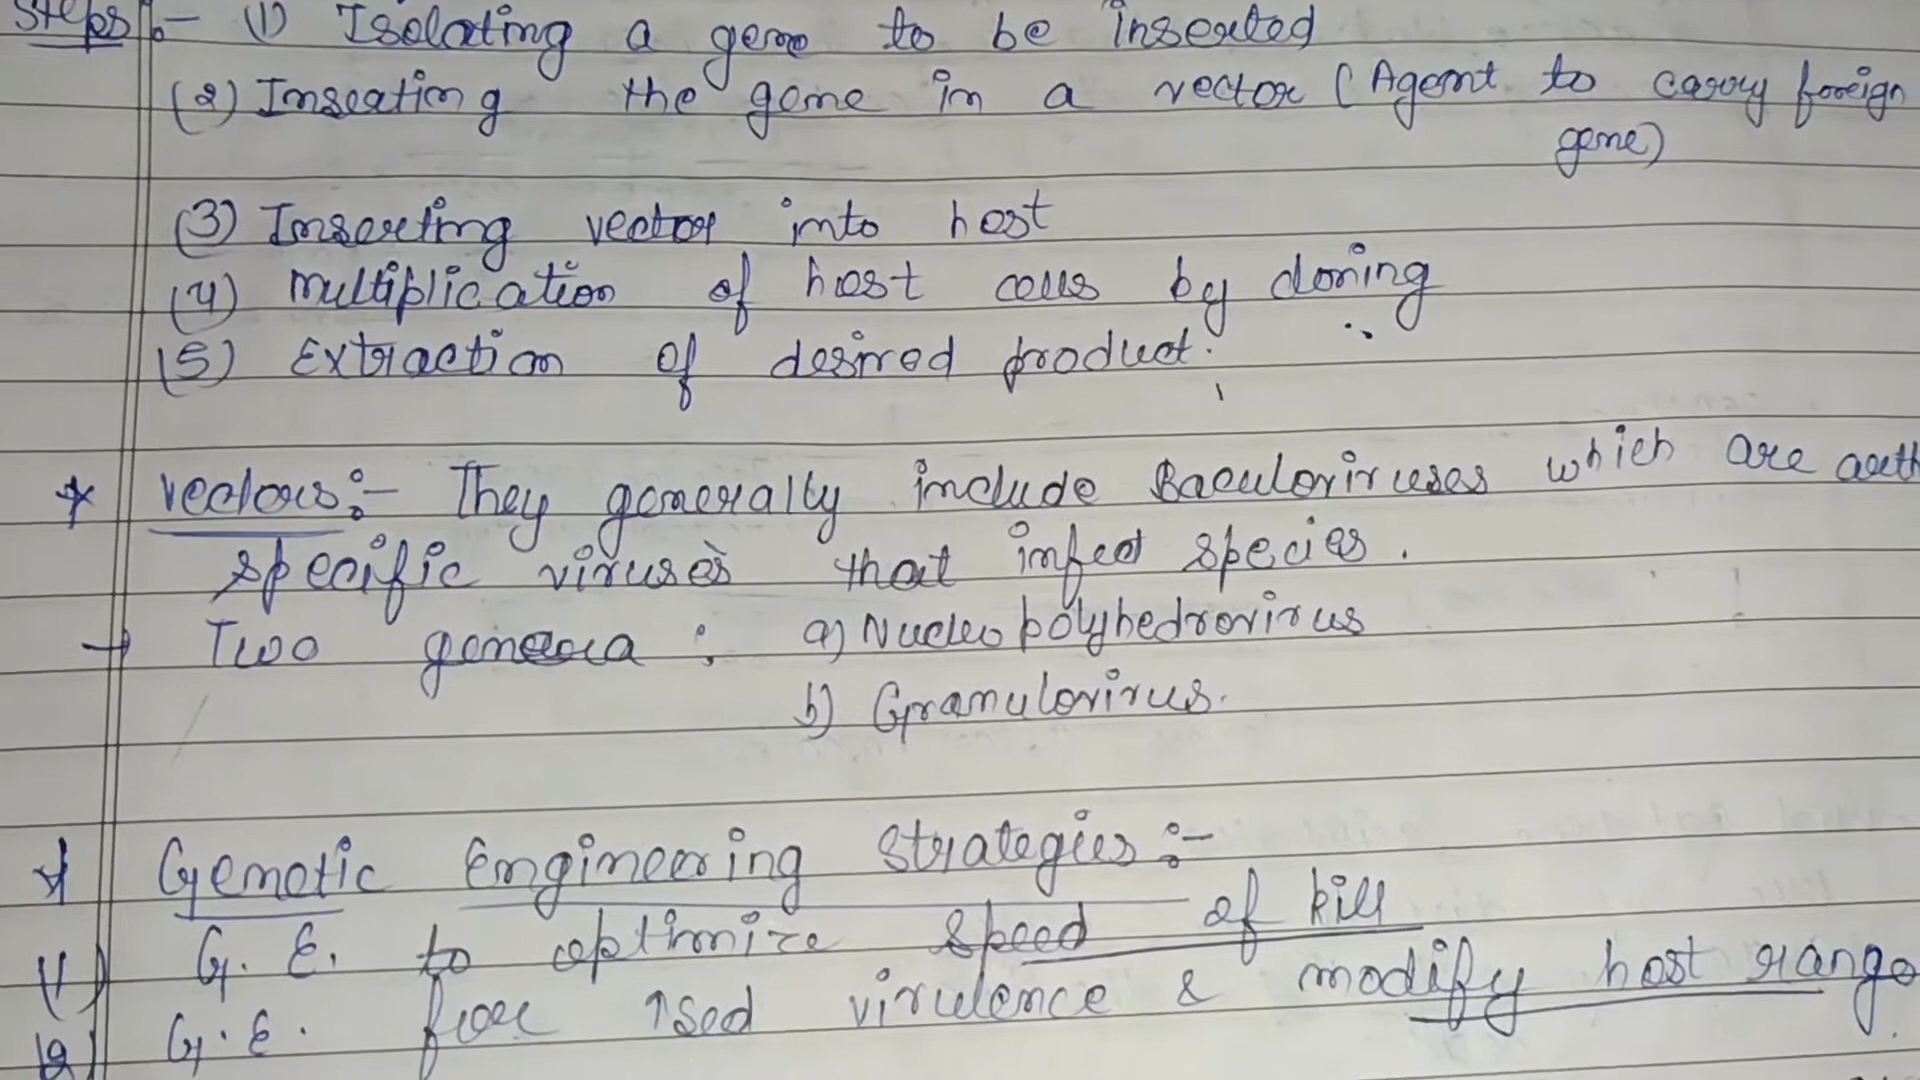 Steps :- (1) Isolating a gene to be inserted
(2) Inserting the gene in a vector (Agent to carry foreign
gene)
(3) Inserting vector into host
(4) Multiplication of host cells by cloning
(5) Extraction of desired product.
* Vectors :- They generally include Baculoviruses which are arth
specific viruses that infect species.
→ Two genera : a) Nucleopolyhedrovirus
b) Granulovirus.
* Genetic Engineering Strategies :-
1) G. E. to optimize speed of kill
2) G. E. for ↑sed virulence & modify host range.